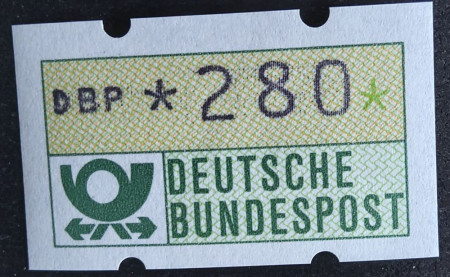 DBP *280*
DEUTSCHE
BUNDESPOST